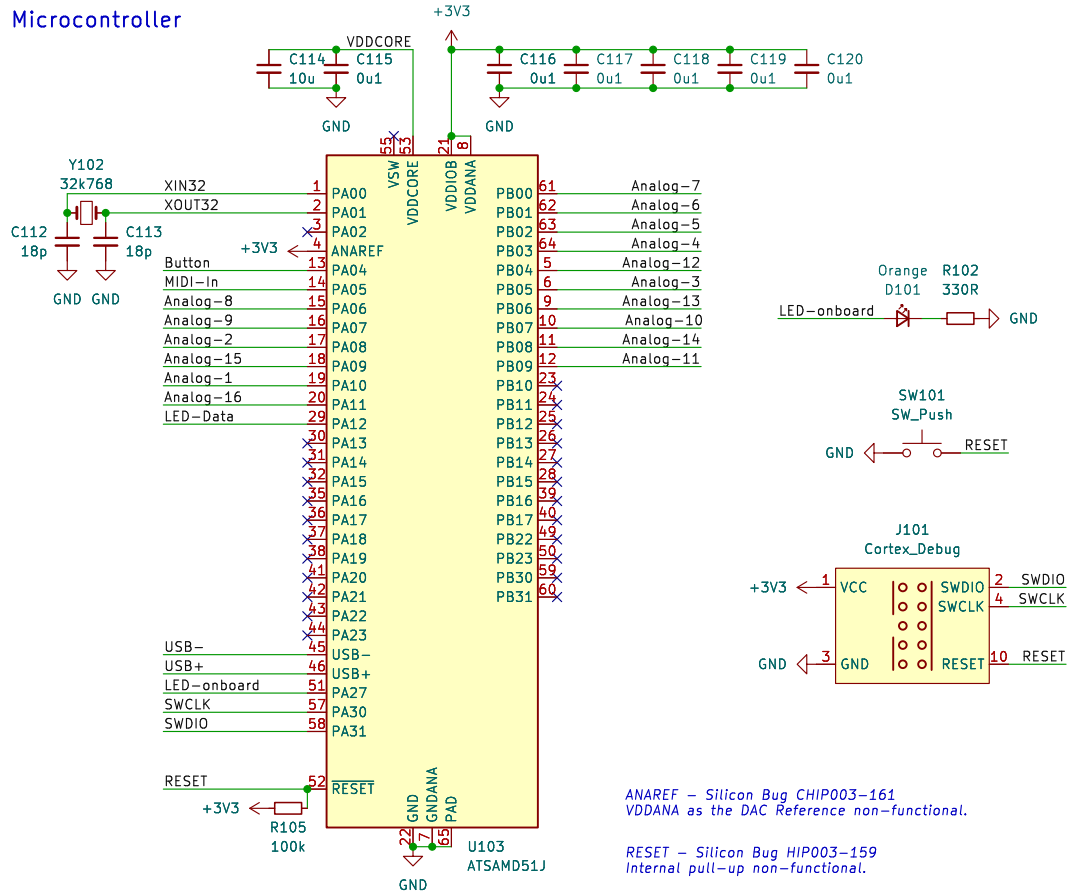 Microcontroller
+3V3
VDDCORE
C114
10u
C115
0u1
C116
0u1
C117
0u1
C118
0u1
C119
0u1
C120
0u1
GND
GND
55
53
21
8
VSW
VDDCORE
VDDIOB
VDDANA
Y102
32k768
XIN32
XOUT32
C112
18p
C113
18p
GND
GND
+3V3
1 PA00
2 PA01
3 PA02
4 ANAREF
Button 13 PA04
MIDI-In 14 PA05
Analog-8 15 PA06
Analog-9 16 PA07
Analog-2 17 PA08
Analog-15 18 PA09
Analog-1 19 PA10
Analog-16 20 PA11
LED-Data 29 PA12
30 PA13
31 PA14
32 PA15
35 PA16
36 PA17
37 PA18
38 PA19
41 PA20
42 PA21
43 PA22
44 PA23
USB- 45 USB-
USB+ 46 USB+
LED-onboard 51 PA27
SWCLK 57 PA30
SWDIO 58 PA31
RESET 52 RESET
+3V3
R105
100k
PB00 61 Analog-7
PB01 62 Analog-6
PB02 63 Analog-5
PB03 64 Analog-4
PB04 5 Analog-12
PB05 6 Analog-3
PB06 9 Analog-13
PB07 10 Analog-10
PB08 11 Analog-14
PB09 12 Analog-11
PB10 23
PB11 24
PB12 25
PB13 26
PB14 27
PB15 28
PB16 39
PB17 40
PB22 49
PB23 50
PB30 59
PB31 60
GND
GNDANA
PAD
22
7
65
GND
U103
ATSAMD51J
Orange
D101
R102
330R
LED-onboard
GND
SW101
SW_Push
GND
RESET
J101
Cortex_Debug
+3V3 1 VCC
SWDIO 2 SWDIO
SWCLK 4 SWCLK
GND 3 GND
RESET 10 RESET
ANAREF - Silicon Bug CHIP003-161
VDDANA as the DAC Reference non-functional.
RESET - Silicon Bug HIP003-159
Internal pull-up non-functional.